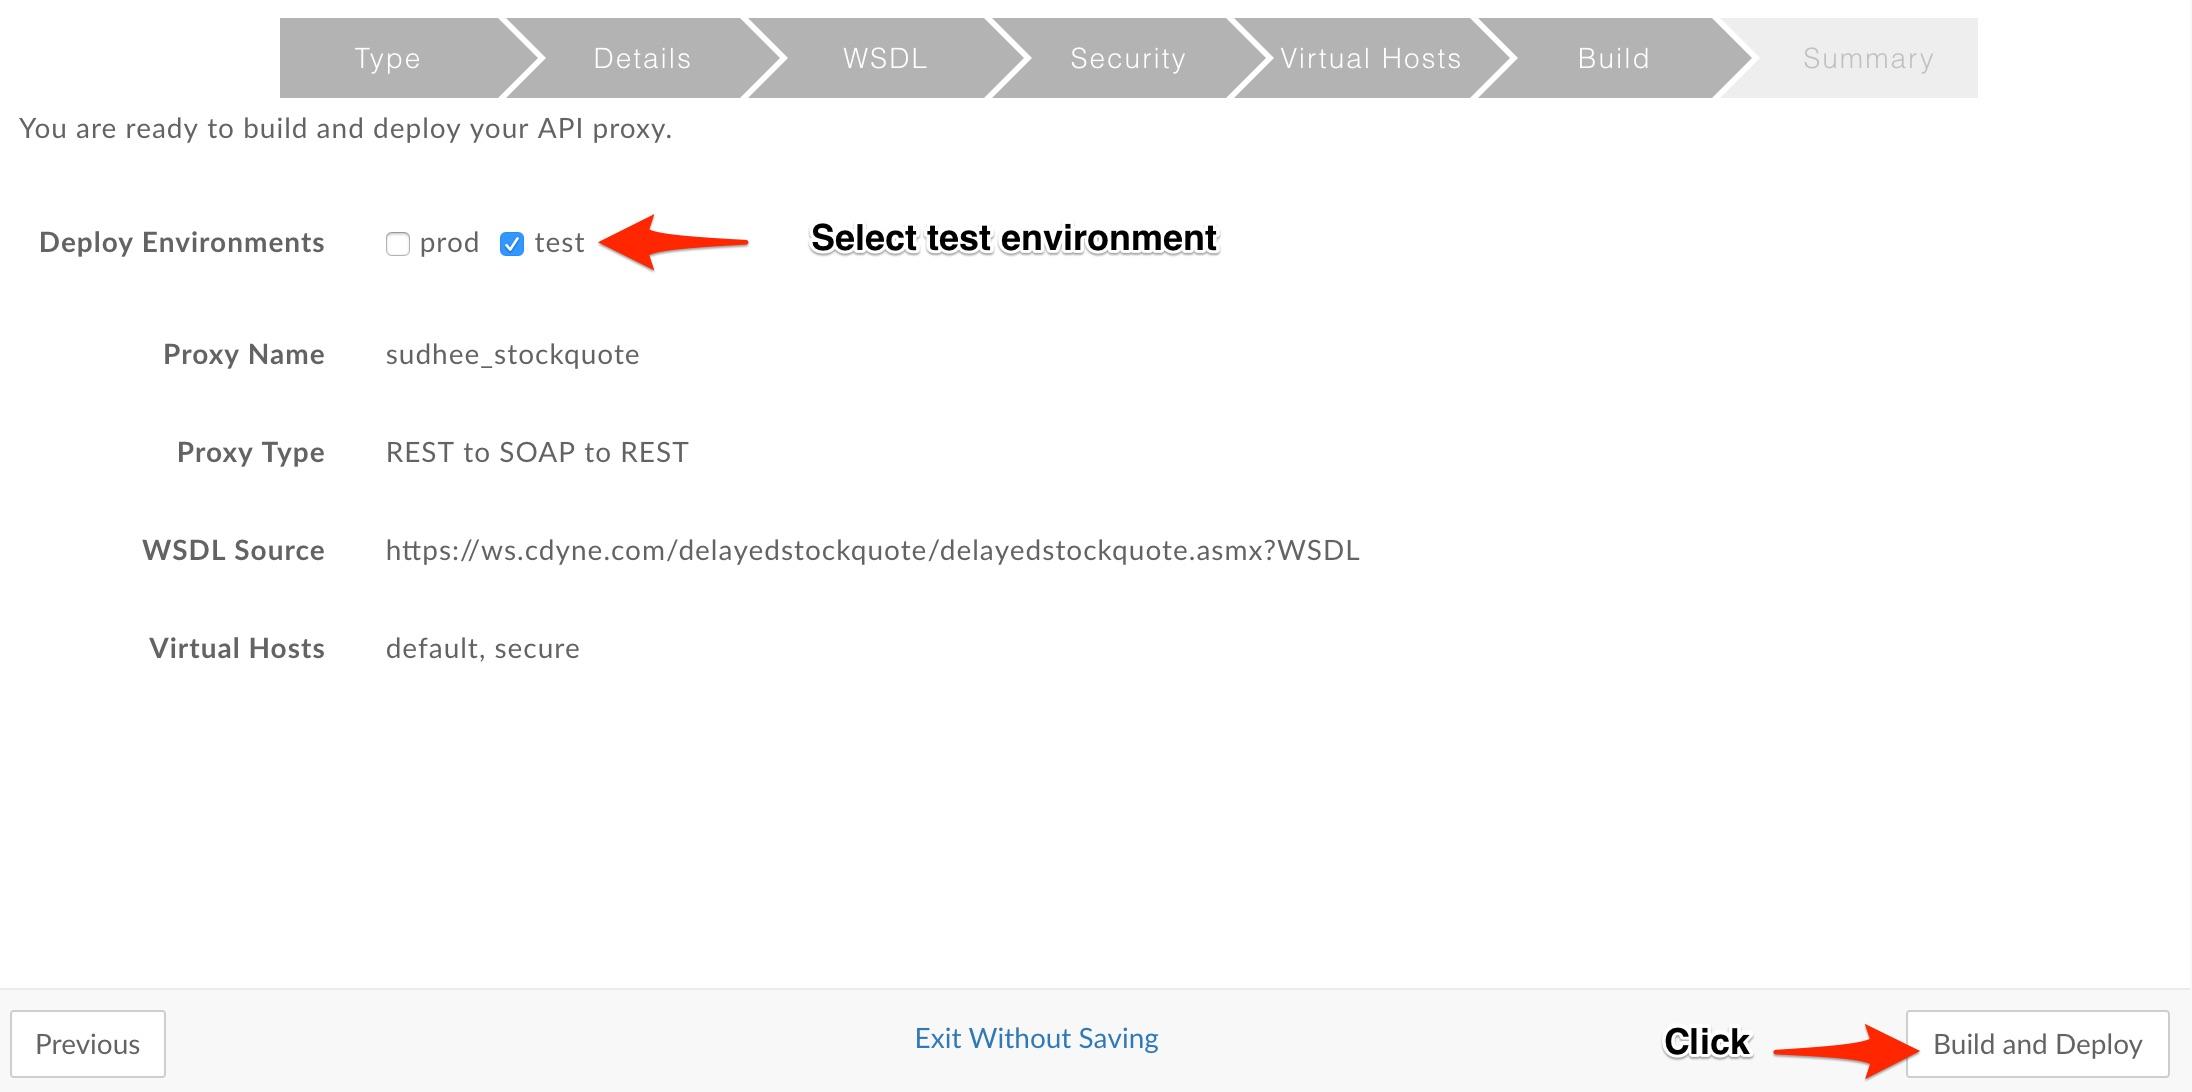 Type Details WSDL Security Virtual Hosts Build Summary
You are ready to build and deploy your API proxy.
Deploy Environments prod test Select test environment
Proxy Name sudhee_stockquote
Proxy Type REST to SOAP to REST
WSDL Source https://ws.cdyne.com/delayedstockquote/delayedstockquote.asmx?WSDL
Virtual Hosts default, secure
Previous Exit Without Saving Click Build and Deploy